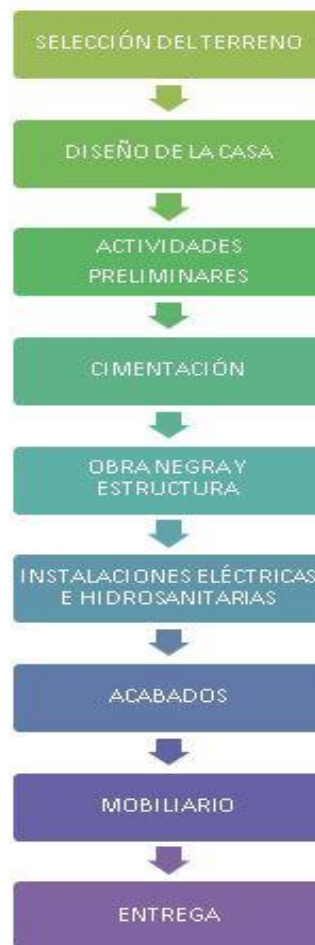 SELECCIÓN DEL TERRENO
DISEÑO DE LA CASA
ACTIVIDADES
PRELIMINARES
CIMENTACIÓN
OBRA NEGRA Y
ESTRUCTURA
INSTALACIONES ELÉCTRICAS
E HIDROSANITARIAS
ACABADOS
MOBILIARIO
ENTREGA